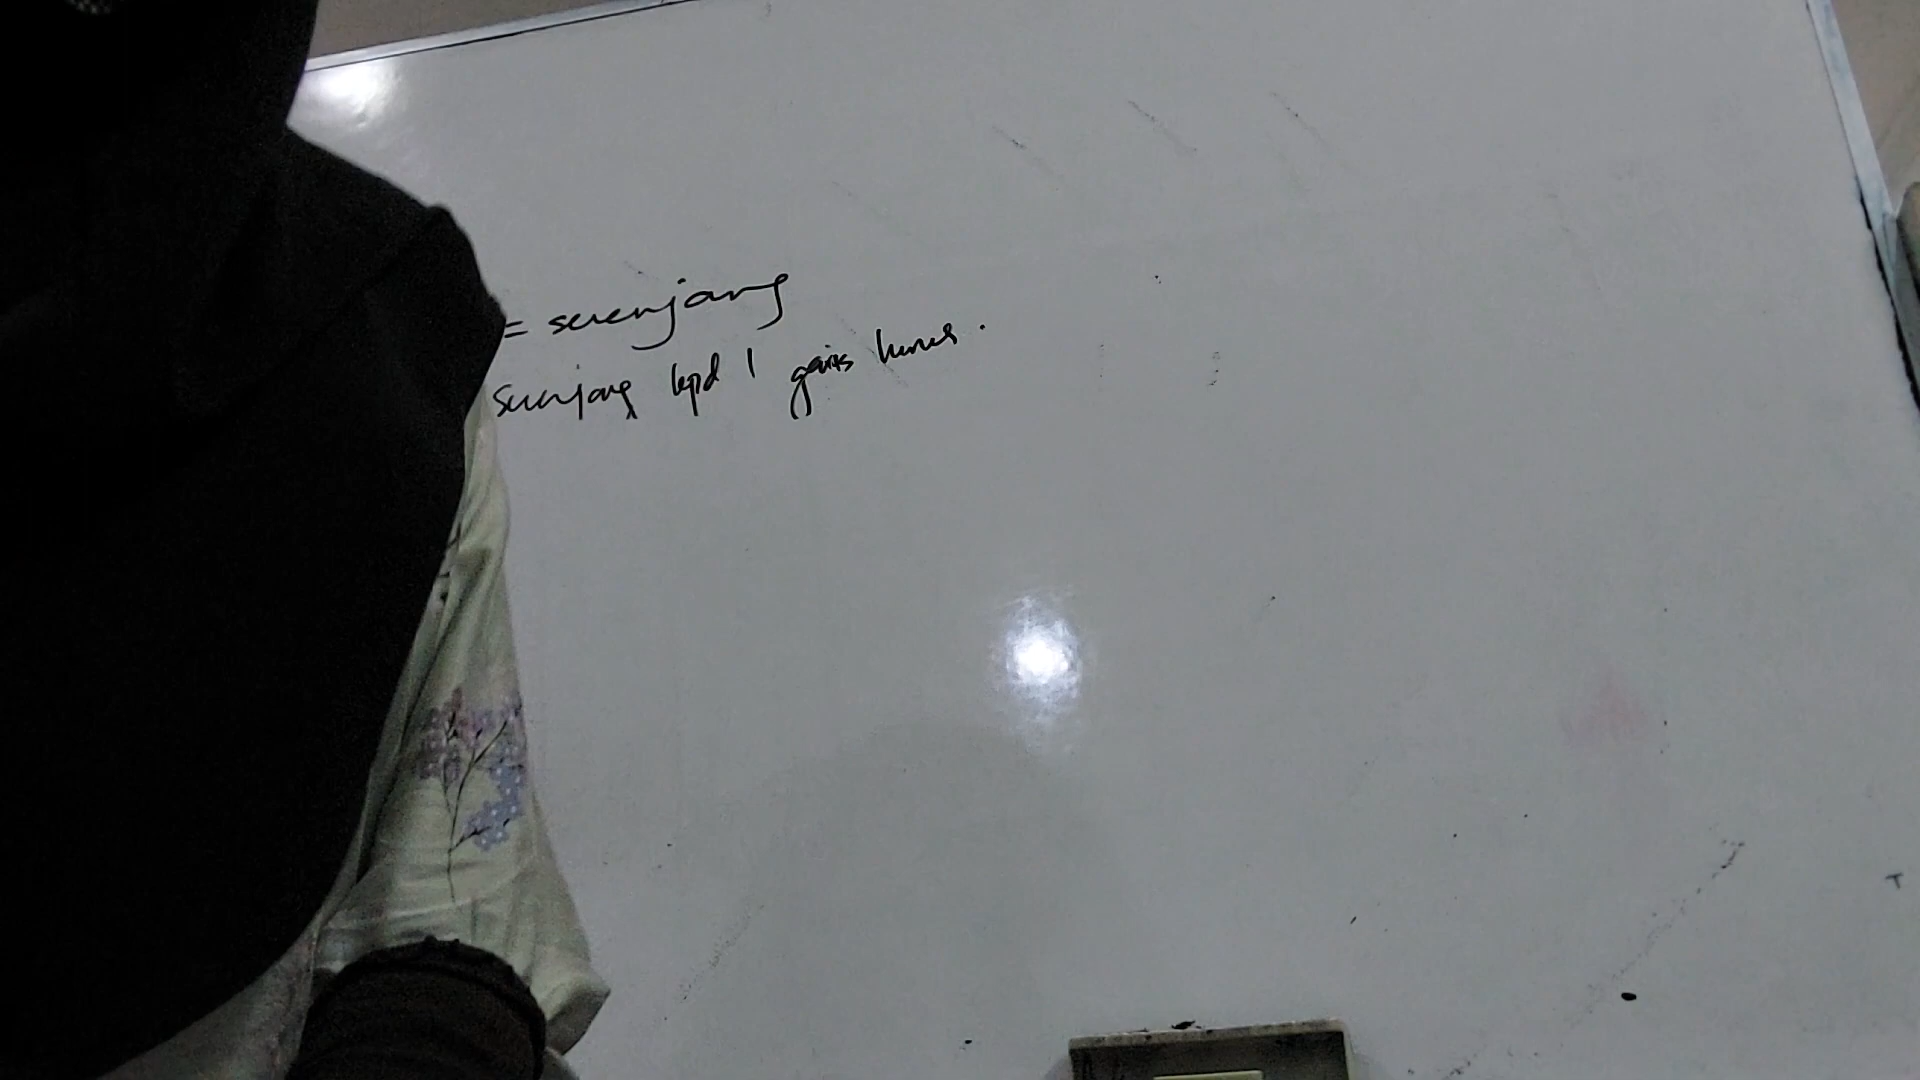 = serenjang
serenjang kpd 1 garis lurus.
T